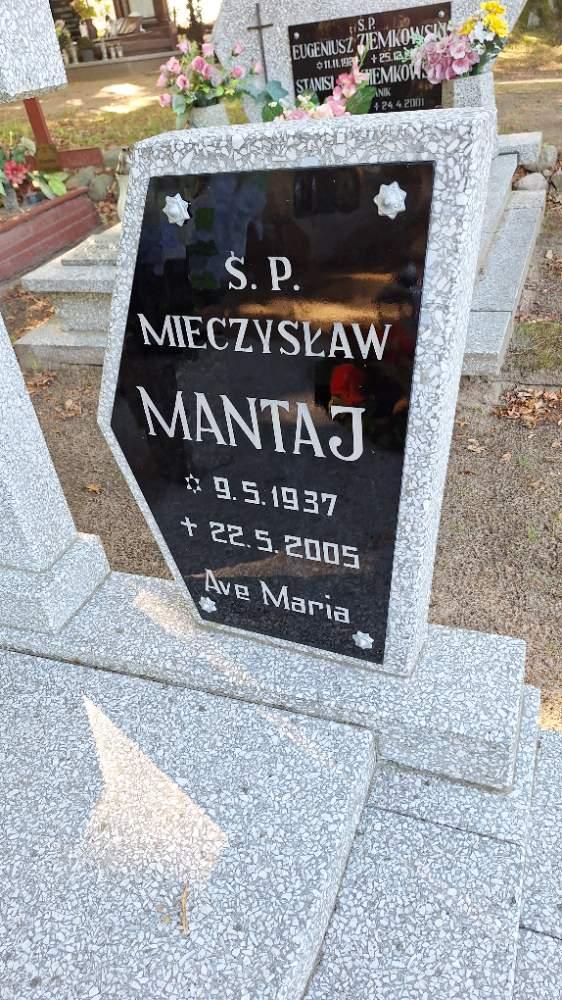 Ś.P.
EUGENIUSZ ZIEMKOWSKI
Ś. P.
MIECZYSŁAW
MANTAJ
✡ 9.5.1937
✝ 22.5.2005
Ave Maria